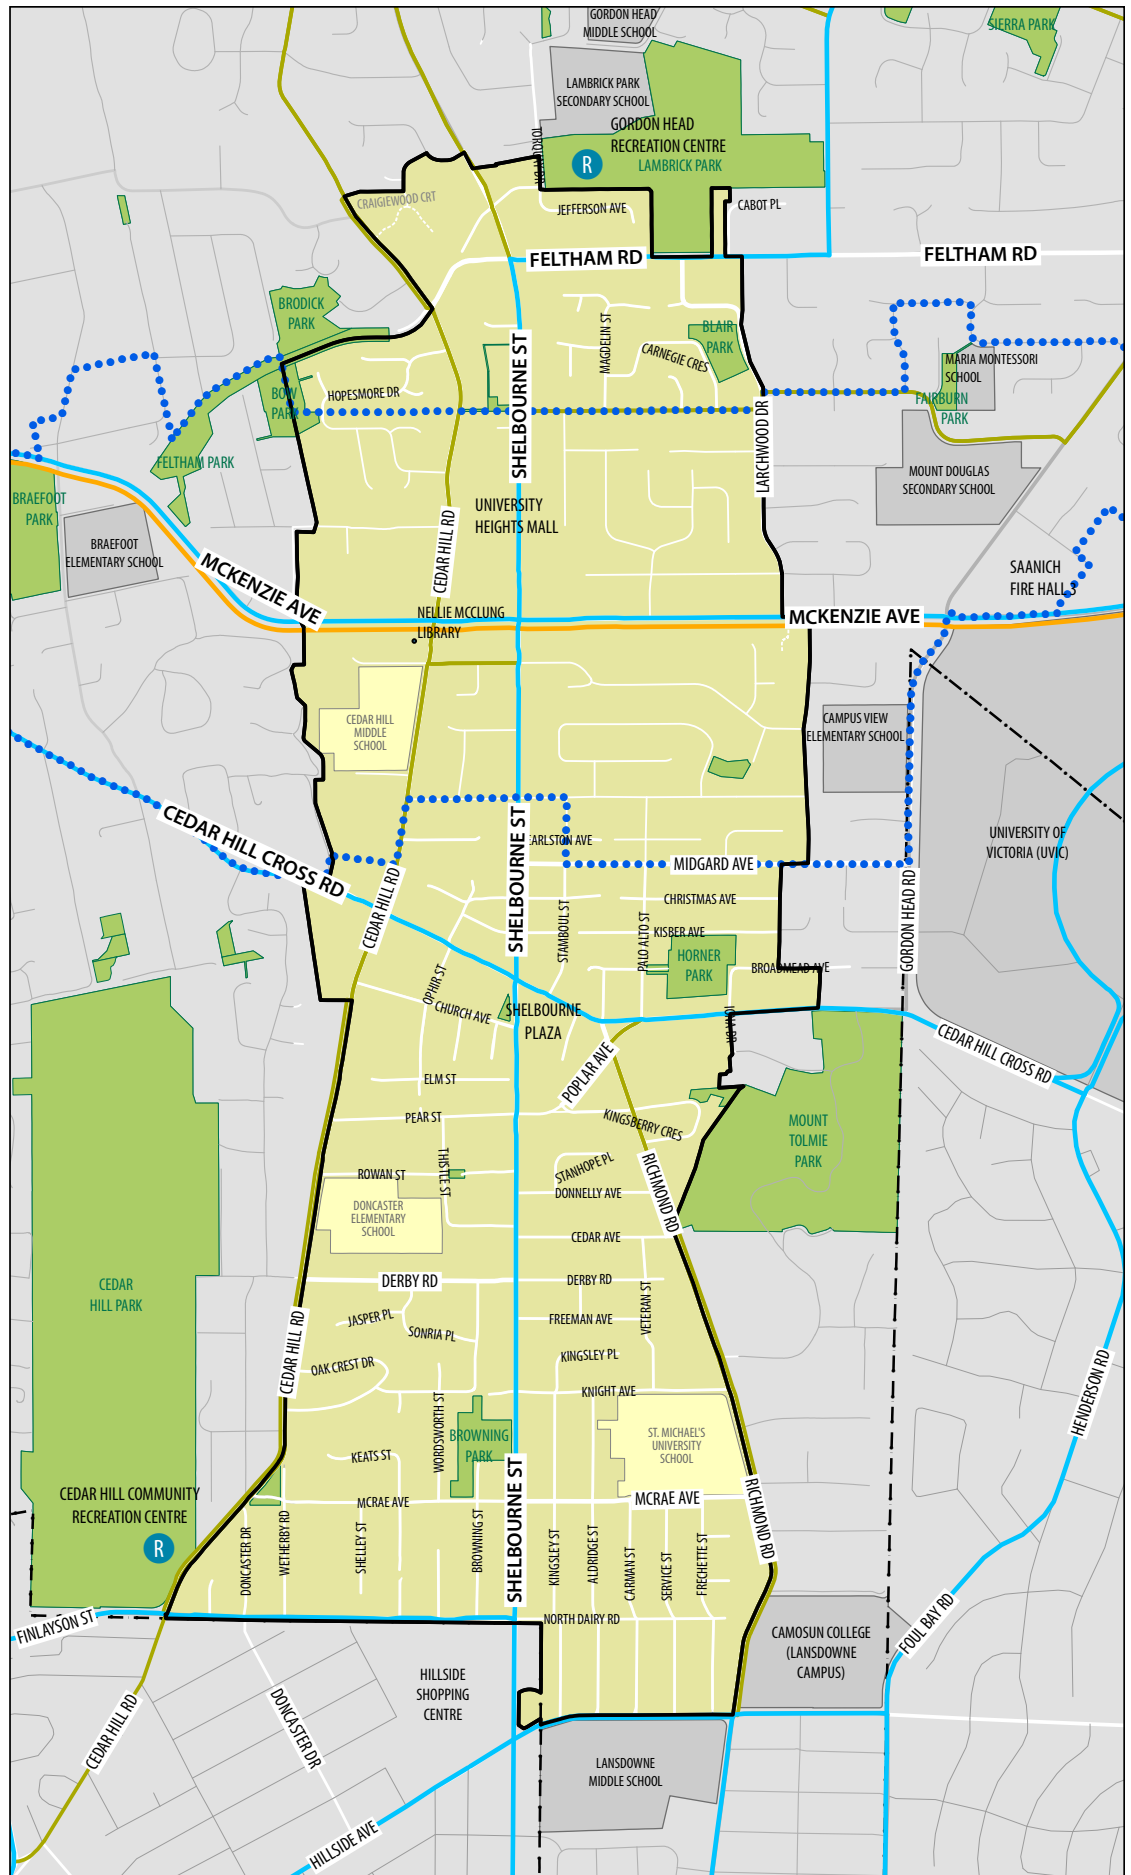 GORDON HEAD
MIDDLE SCHOOL
SIERRA PARK
LAMBRICK PARK
SECONDARY SCHOOL
TORQUAY DR
GORDON HEAD
RECREATION CENTRE
R
LAMBRICK PARK
CRAIGIEWOOD CRT
JEFFERSON AVE
CABOT PL
FELTHAM RD
FELTHAM RD
BRODICK
PARK
SHELBOURNE ST
MAGDELIN ST
BLAIR
PARK
CARNEGIE CRES
MARIA MONTESSORI
SCHOOL
BOW
PARK
HOPESMORE DR
FAIRBURN
PARK
LARCHWOOD DR
FELTHAM PARK
MOUNT DOUGLAS
SECONDARY SCHOOL
BRAEFOOT
PARK
UNIVERSITY
HEIGHTS MALL
CEDAR HILL RD
BRAEFOOT
ELEMENTARY SCHOOL
SAANICH
FIRE HALL 3
MCKENZIE AVE
MCKENZIE AVE
NELLIE MCCLUNG
LIBRARY
CEDAR HILL
MIDDLE
SCHOOL
CAMPUS VIEW
ELEMENTARY SCHOOL
UNIVERSITY OF
VICTORIA (UVIC)
CEDAR HILL CROSS RD
SHELBOURNE ST
EARLSTON AVE
MIDGARD AVE
CEDAR HILL RD
CHRISTMAS AVE
STAMBOUL ST
PALO ALTO ST
KISBER AVE
GORDON HEAD RD
HORNER
PARK
BROADMEAD AVE
OPHIR ST
CHURCH AVE
SHELBOURNE
PLAZA
IONA DR
CEDAR HILL CROSS RD
ELM ST
POPLAR AVE
PEAR ST
KINGSBERRY CRES
MOUNT
TOLMIE
PARK
THISTLE ST
ROWAN ST
STANHOPE PL
RICHMOND RD
DONNELLY AVE
DONCASTER
ELEMENTARY
SCHOOL
CEDAR AVE
CEDAR
HILL PARK
DERBY RD
DERBY RD
VETERAN ST
JASPER PL
SONRIA PL
FREEMAN AVE
CEDAR HILL RD
OAK CREST DR
KINGSLEY PL
KNIGHT AVE
HENDERSON RD
WORDSWORTH ST
BROWNING
PARK
ST. MICHAEL'S
UNIVERSITY
SCHOOL
KEATS ST
SHELBOURNE ST
CEDAR HILL COMMUNITY
RECREATION CENTRE
R
MCRAE AVE
MCRAE AVE
RICHMOND RD
DONCASTER DR
WETHERBY RD
SHELLEY ST
BROWNING ST
KINGSLEY ST
ALDRIDGE ST
CARMAN ST
SERVICE ST
FRECHETTE ST
FINLAYSON ST
NORTH DAIRY RD
FOUL BAY RD
CAMOSUN COLLEGE
(LANSDOWNE
CAMPUS)
HILLSIDE
SHOPPING
CENTRE
CEDAR HILL RD
DONCASTER DR
LANSDOWNE
MIDDLE SCHOOL
HILLSIDE AVE